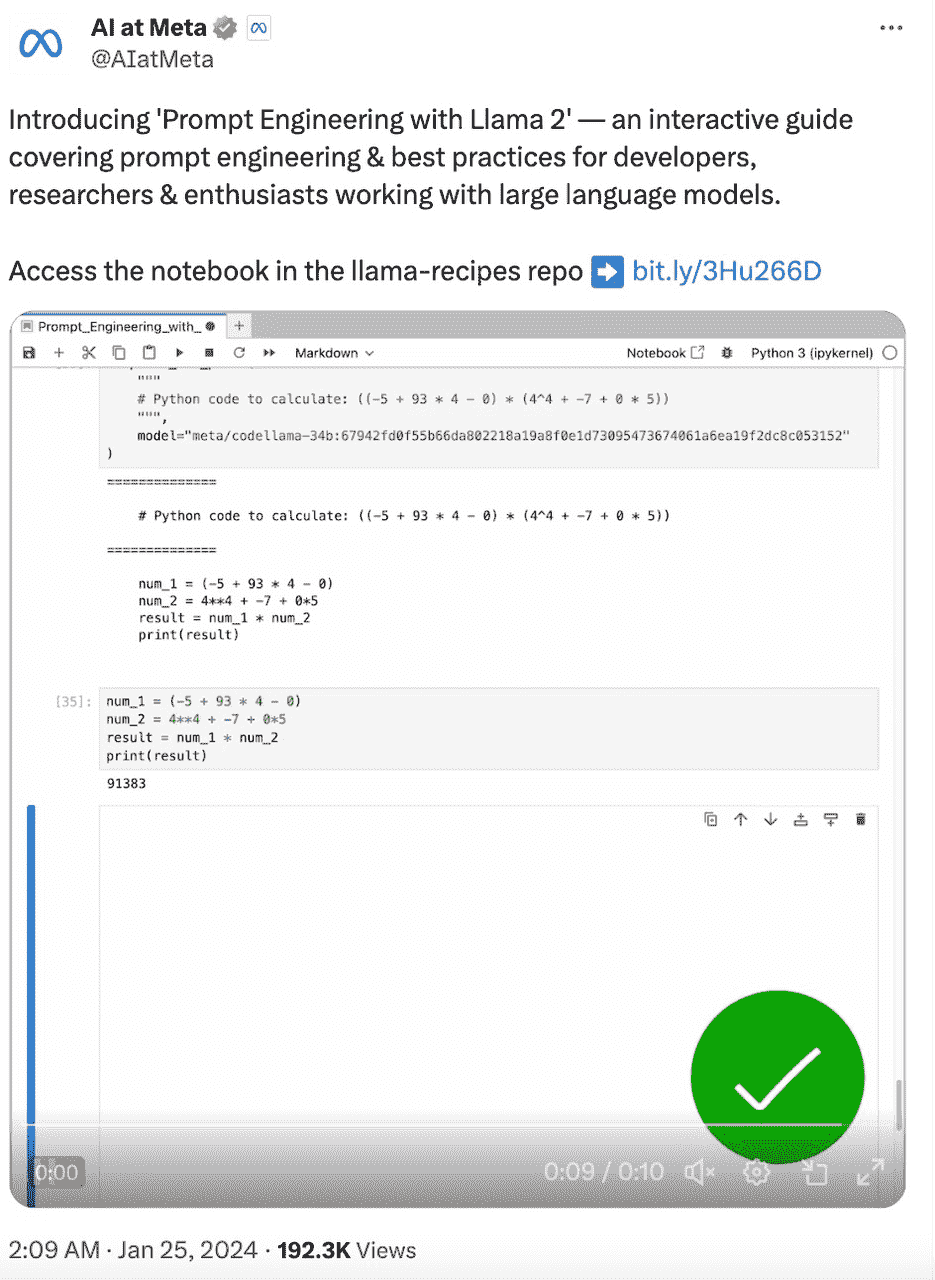 AI at Meta
@AIatMeta
Introducing 'Prompt Engineering with Llama 2' — an interactive guide
covering prompt engineering & best practices for developers,
researchers & enthusiasts working with large language models.
Access the notebook in the llama-recipes repo ➡️ bit.ly/3Hu266D
Prompt_Engineering_with_
Markdown
Notebook
Python 3 (ipykernel)
"""
# Python code to calculate: ((-5 + 93 * 4 - 0) * (4^4 + -7 + 0 * 5))
""",
model="meta/codellama-34b:67942fd0f55b66da802218a19a8f0e1d73095473674061a6ea19f2dc8c053152"
)
==============
# Python code to calculate: ((-5 + 93 * 4 - 0) * (4^4 + -7 + 0 * 5))
==============
num_1 = (-5 + 93 * 4 - 0)
num_2 = 4**4 + -7 + 0*5
result = num_1 * num_2
print(result)
[35]: num_1 = (-5 + 93 * 4 - 0)
num_2 = 4**4 + -7 + 0*5
result = num_1 * num_2
print(result)
91383
0:00
0:09 / 0:10
2:09 AM · Jan 25, 2024 · 192.3K Views